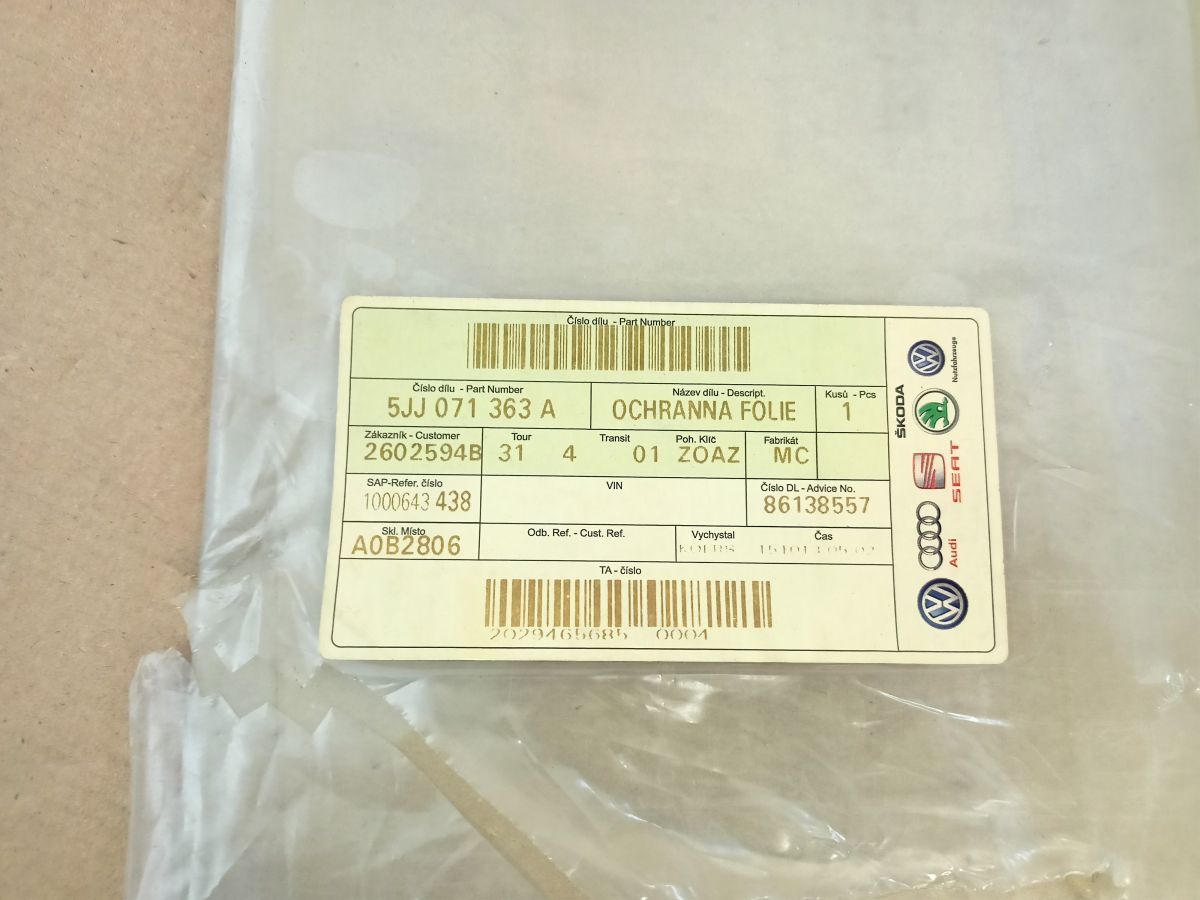 Číslo dílu - Part Number
Číslo dílu - Part Number
Název dílu - Descript.
Kusů - Pcs
5JJ 071 363 A
OCHRANNA FOLIE
1
Zákazník - Customer
Tour
Transit
Poh. Klíč
Fabrikát
2602594B
31
4
01
ZOAZ
MC
SAP-Refer. číslo
VIN
Číslo DL - Advice No.
1000643 438
86138557
Skl. Místo
Odb. Ref. - Cust. Ref.
Vychystal
Čas
A0B2806
TA - číslo
2029465685 0004
Nutzfahrzeuge
ŠKODA
SEAT
Audi